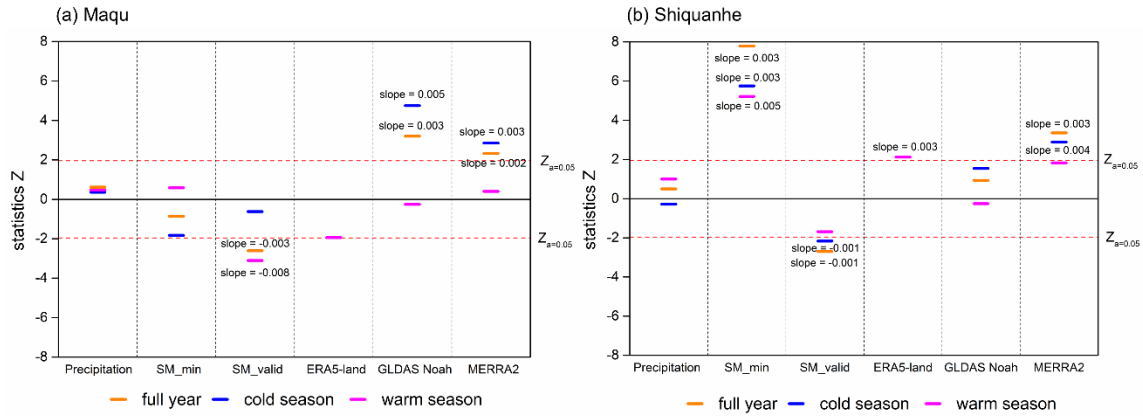 (a) Maqu
statistics Z
8
6
4
2
0
-2
-4
-6
-8
slope = 0.005
slope = 0.003
slope = 0.003
slope = 0.002
slope = -0.003
slope = -0.008
Za=0.05
Za=0.05
Precipitation SM_min SM_valid ERA5-land GLDAS Noah MERRA2
full year cold season warm season
(b) Shiquanhe
statistics Z
8
6
4
2
0
-2
-4
-6
-8
slope = 0.003
slope = 0.003
slope = 0.005
slope = 0.003
slope = 0.003
slope = 0.004
slope = -0.001
slope = -0.001
Za=0.05
Za=0.05
Precipitation SM_min SM_valid ERA5-land GLDAS Noah MERRA2
full year cold season warm season